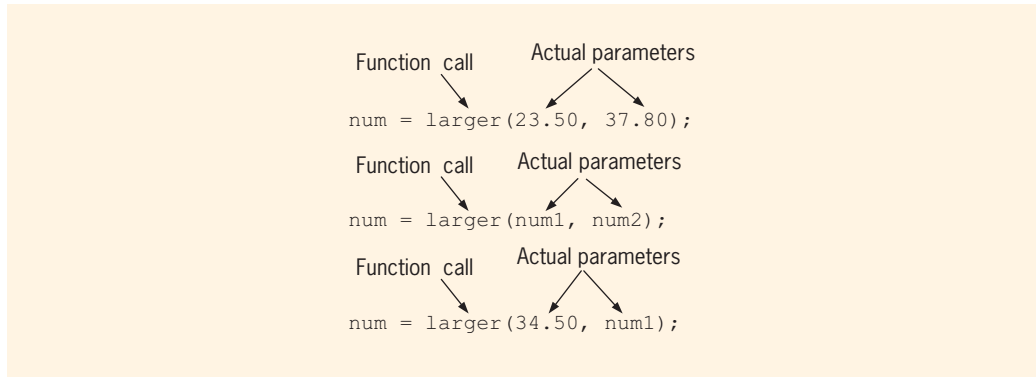 Function call Actual parameters
num = larger(23.50, 37.80);
Function call Actual parameters
num = larger(num1, num2);
Function call Actual parameters
num = larger(34.50, num1);